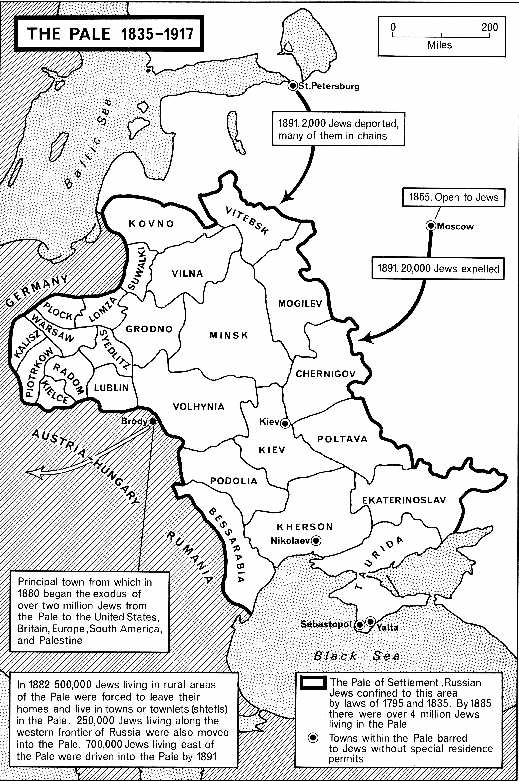 THE PALE 1835-1917
0 200
Miles
St.Petersburg
1891. 2,000 Jews deported,
many of them in chains
Baltic Sea
1865. Open to Jews
Moscow
1891. 20,000 Jews expelled
KOVNO
VITEBSK
GERMANY
SUWALKI
VILNA
PLOCK
LOMZA
MOGILEV
WARSAW
KALISZ
GRODNO
MINSK
SYEDLITZ
PIOTRKOW
RADOM
KIELCE
LUBLIN
CHERNIGOV
VOLHYNIA
Brody
Kiev
KIEV
POLTAVA
AUSTRIA-HUNGARY
PODOLIA
EKATERINOSLAV
BESSARABIA
KHERSON
Nikolaev
RUMANIA
TAURIDA
Sebastopol
Yalta
Black Sea
Principal town from which in
1880 began the exodus of
over two million Jews from
the Pale to the United States,
Britain, Europe, South America,
and Palestine
In 1882 500,000 Jews living in rural areas
of the Pale were forced to leave their
homes and live in towns or townlets (shtetls)
in the Pale. 250,000 Jews living along the
western frontier of Russia were also moved
into the Pale. 700,000 Jews living east of
the Pale were driven into the Pale by 1891
The Pale of Settlement, Russian
Jews confined to this area
by laws of 1795 and 1835. By 1885
there were over 4 million Jews
living in the Pale
Towns within the Pale barred
to Jews without special residence
permits